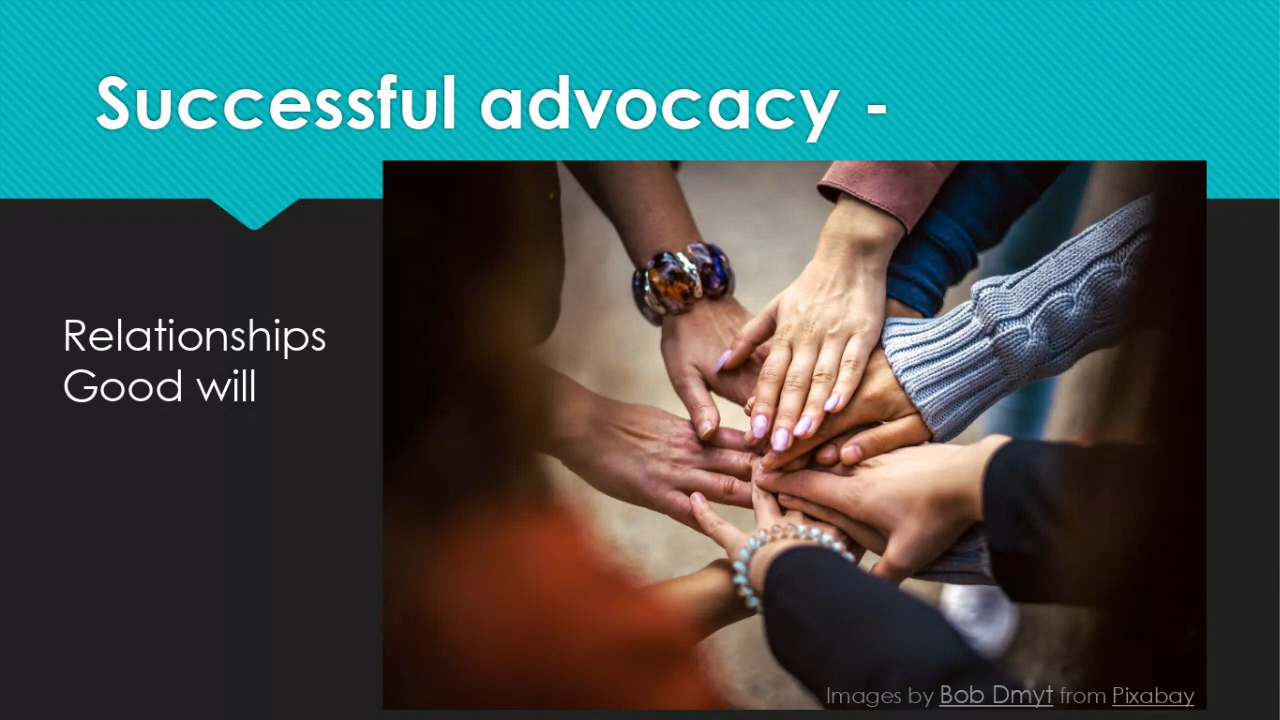 Successful advocacy -
Relationships
Good will
Images by Bob Dmyt from Pixabay